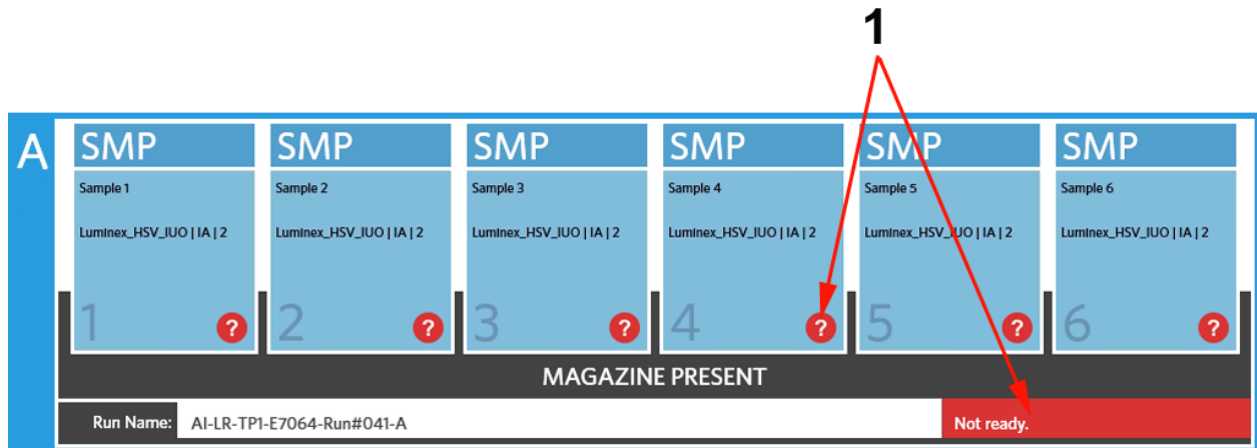 1
A
SMP SMP SMP SMP SMP SMP
Sample 1 Sample 2 Sample 3 Sample 4 Sample 5 Sample 6
Luminex_HSV_IUO | IA | 2 Luminex_HSV_IUO | IA | 2 Luminex_HSV_IUO | IA | 2 Luminex_HSV_IUO | IA | 2 Luminex_HSV_IUO | IA | 2 Luminex_HSV_IUO | IA | 2
1 ? 2 ? 3 ? 4 ? 5 ? 6 ?
MAGAZINE PRESENT
Run Name: AI-LR-TP1-E7064-Run#041-A Not ready.